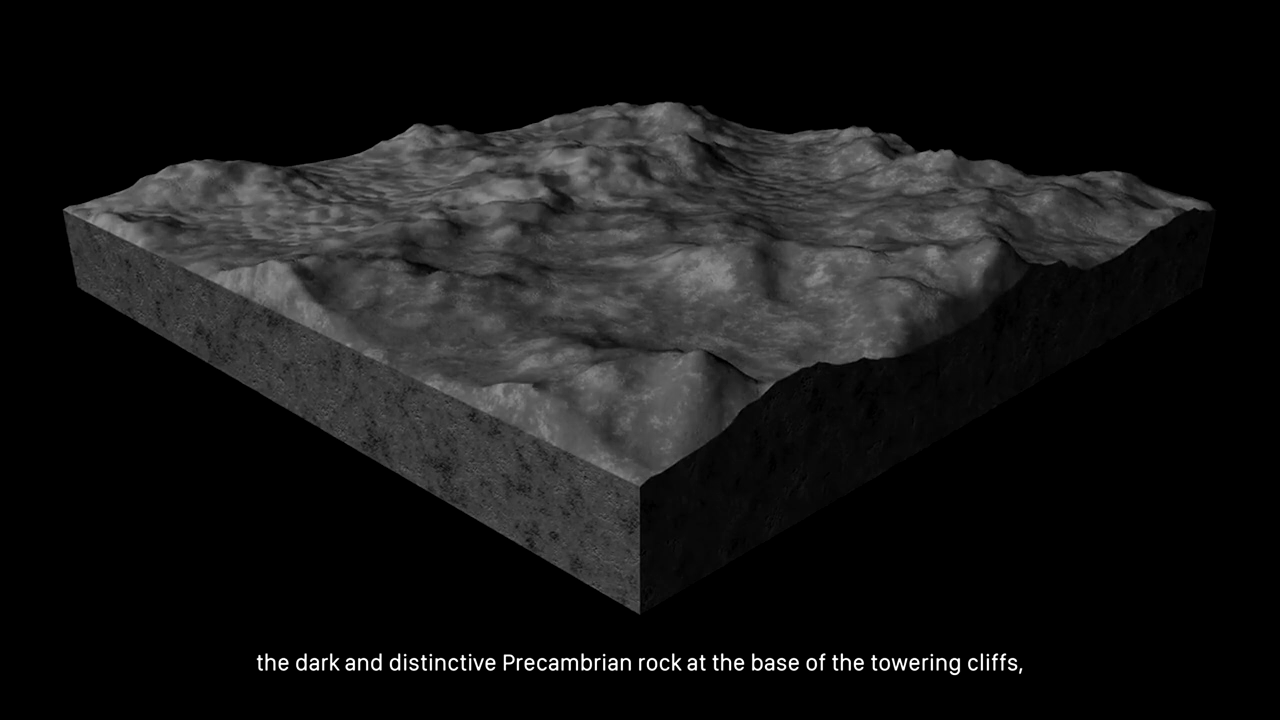 the dark and distinctive Precambrian rock at the base of the towering cliffs,